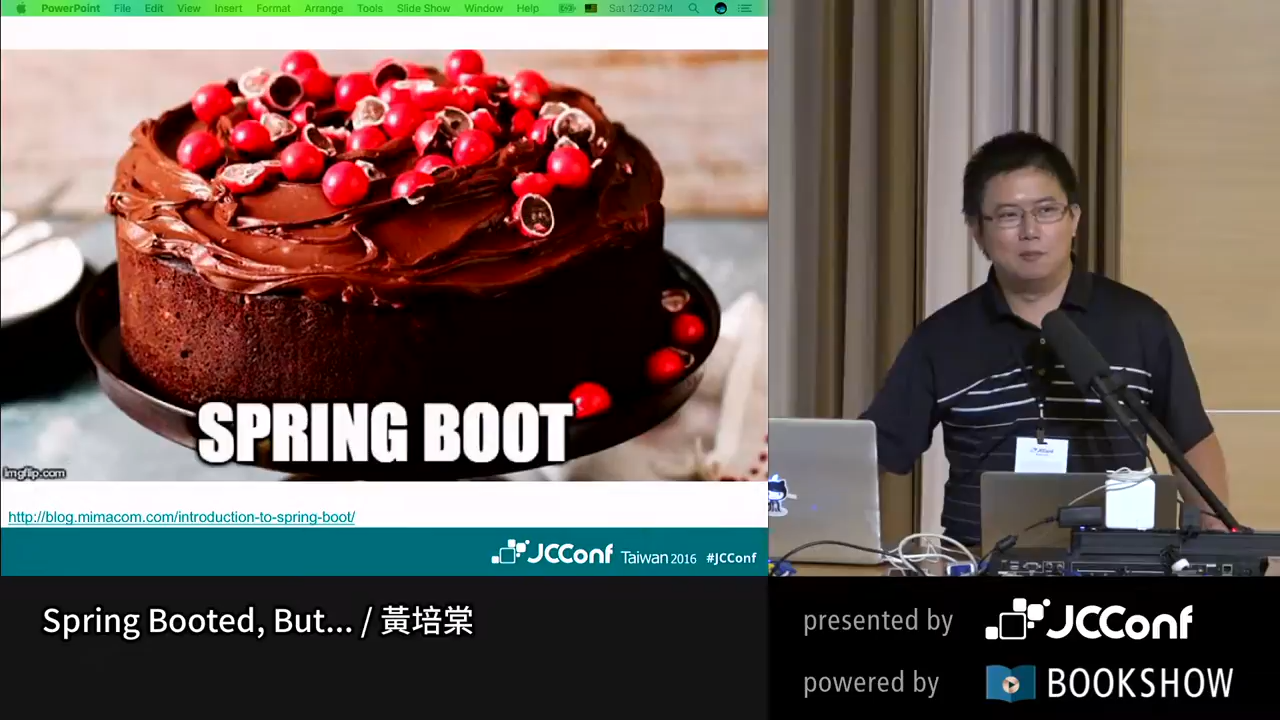 PowerPoint File Edit View Insert Format Arrange Tools Slide Show Window Help Sat 12:02 PM
SPRING BOOT
imgflip.com
http://blog.mimacom.com/introduction-to-spring-boot/
JCConf Taiwan 2016 #JCConf
Spring Booted, But... / 黃培棠
presented by JCConf
powered by BOOKSHOW